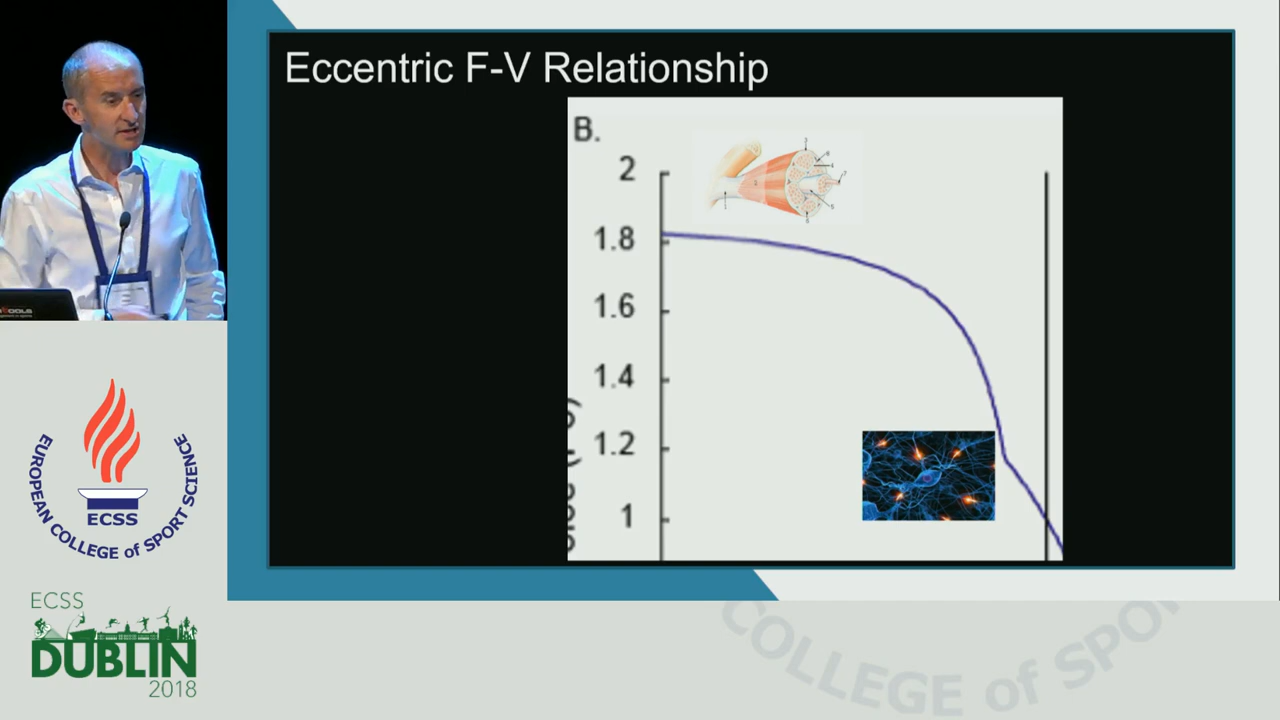 Eccentric F-V Relationship
B.
2
1.8
1.6
1.4
1.2
1
EUROPEAN COLLEGE of SPORT SCIENCE
ECSS
ECSS
DUBLIN
2018
COLLEGE of SPOR